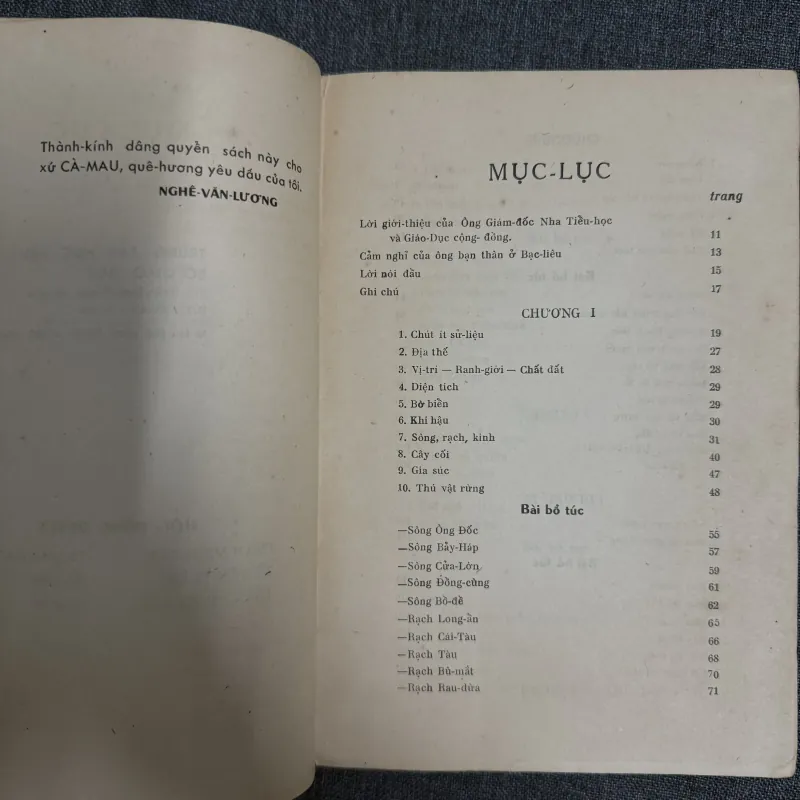 Thành-kính dâng quyển sách này cho
xứ CÀ-MAU, quê-hương yêu dấu của tôi.
NGHÊ-VĂN-LƯƠNG
MỤC-LỤC
trang
Lời giới-thiệu của Ông Giám-đốc Nha Tiểu-học
và Giáo-Dục cộng-đồng. 11
Cảm nghĩ của ông bạn thân ở Bạc-liêu 13
Lời nói đầu 15
Ghi chú 17
CHƯƠNG I
1. Chút ít sử-liệu 19
2. Địa thế 27
3. Vị-trí — Ranh-giới — Chất đất 28
4. Diện tích 29
5. Bờ biển 29
6. Khí hậu 30
7. Sông, rạch, kinh 31
8. Cây cối 40
9. Gia súc 47
10. Thú vật rừng 48
Bài bổ túc
—Sông Ông Đốc 55
—Sông Bảy-Háp 57
—Sông Cửa-Lớn 59
—Sông Đồng-cùng 61
—Sông Bồ-đề 62
—Rạch Long-ẩn 65
—Rạch Cái-Tàu 66
—Rạch Tàu 68
—Rạch Bù-mắt 70
—Rạch Rau-dừa 71